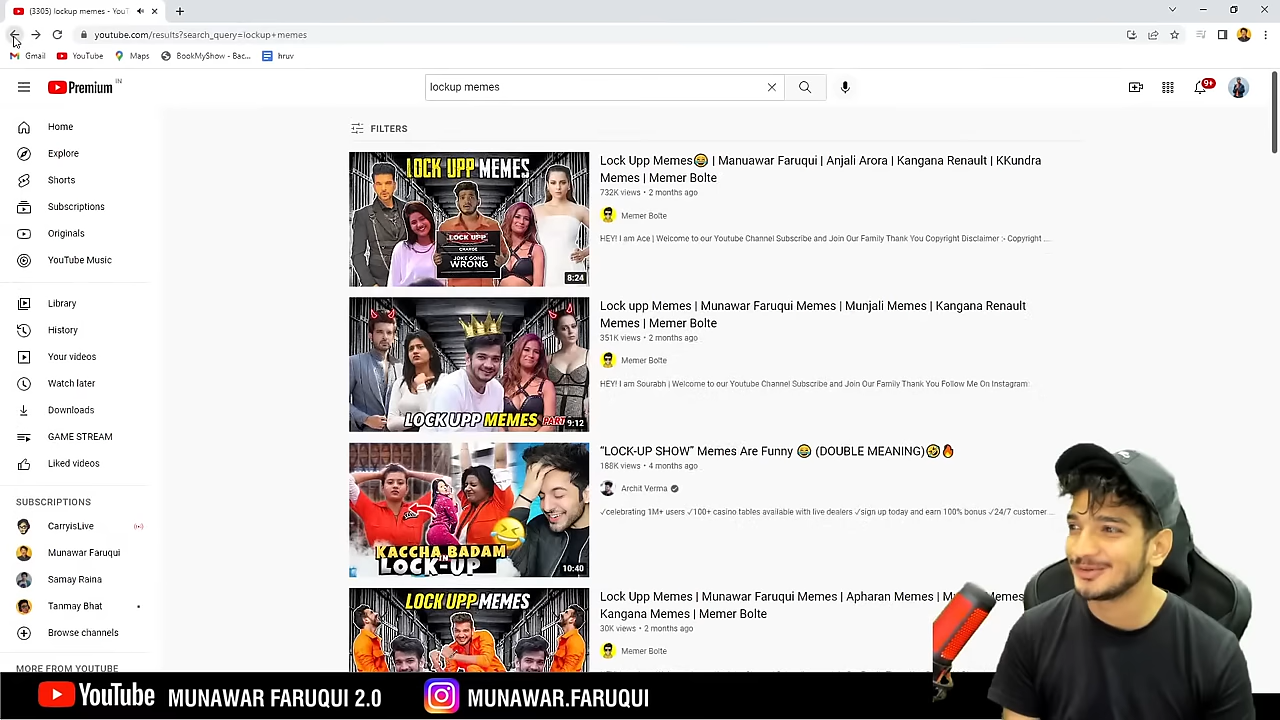 (3305) lockup memes - YouT
youtube.com/results?search_query=lockup+memes
Gmail YouTube Maps BookMyShow - Bac... hruv
Premium IN
lockup memes
9+
Home
Explore
Shorts
Subscriptions
Originals
YouTube Music
Library
History
Your videos
Watch later
Downloads
GAME STREAM
Liked videos
SUBSCRIPTIONS
CarryisLive
Munawar Faruqui
Samay Raina
Tanmay Bhat
Browse channels
MORE FROM YOUTUBE
FILTERS
LOCK UPP MEMES
LOCK UPP
CHARGE
JOKE GONE
WRONG
8:24
Lock Upp Memes😂 | Manuawar Faruqui | Anjali Arora | Kangana Renault | KKundra
Memes | Memer Bolte
732K views • 2 months ago
Memer Bolte
HEY! I am Ace | Welcome to our Youtube Channel Subscribe and Join Our Family Thank You Copyright Disclaimer :- Copyright ...
LOCK UPP MEMES PART
9:12
Lock upp Memes | Munawar Faruqui Memes | Munjali Memes | Kangana Renault
Memes | Memer Bolte
351K views • 2 months ago
Memer Bolte
HEY! I am Sourabh | Welcome to our Youtube Channel Subscribe and Join Our Family Thank You Follow Me On Instagram:
KACCHA BADAM
IN
LOCK-UP
10:40
“LOCK-UP SHOW” Memes Are Funny 😂 (DOUBLE MEANING)🤣🔥
188K views • 4 months ago
Archit Verma
✓celebrating 1M+ users ✓100+ casino tables available with live dealers ✓sign up today and earn 100% bonus ✓24/7 customer ...
LOCK UPP MEMES
Lock Upp Memes | Munawar Faruqui Memes | Apharan Memes | Memes
Kangana Memes | Memer Bolte
30K views • 2 months ago
Memer Bolte
YouTube MUNAWAR FARUQUI 2.0 MUNAWAR.FARUQUI